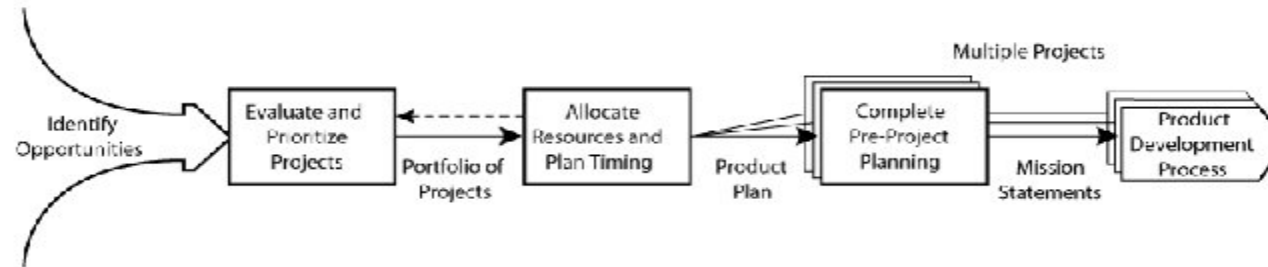 Identify
Opportunities
Evaluate and
Prioritize
Projects
Portfolio of
Projects
Allocate
Resources and
Plan Timing
Product
Plan
Multiple Projects
Complete
Pre-Project
Planning
Mission
Statements
Product
Development
Process